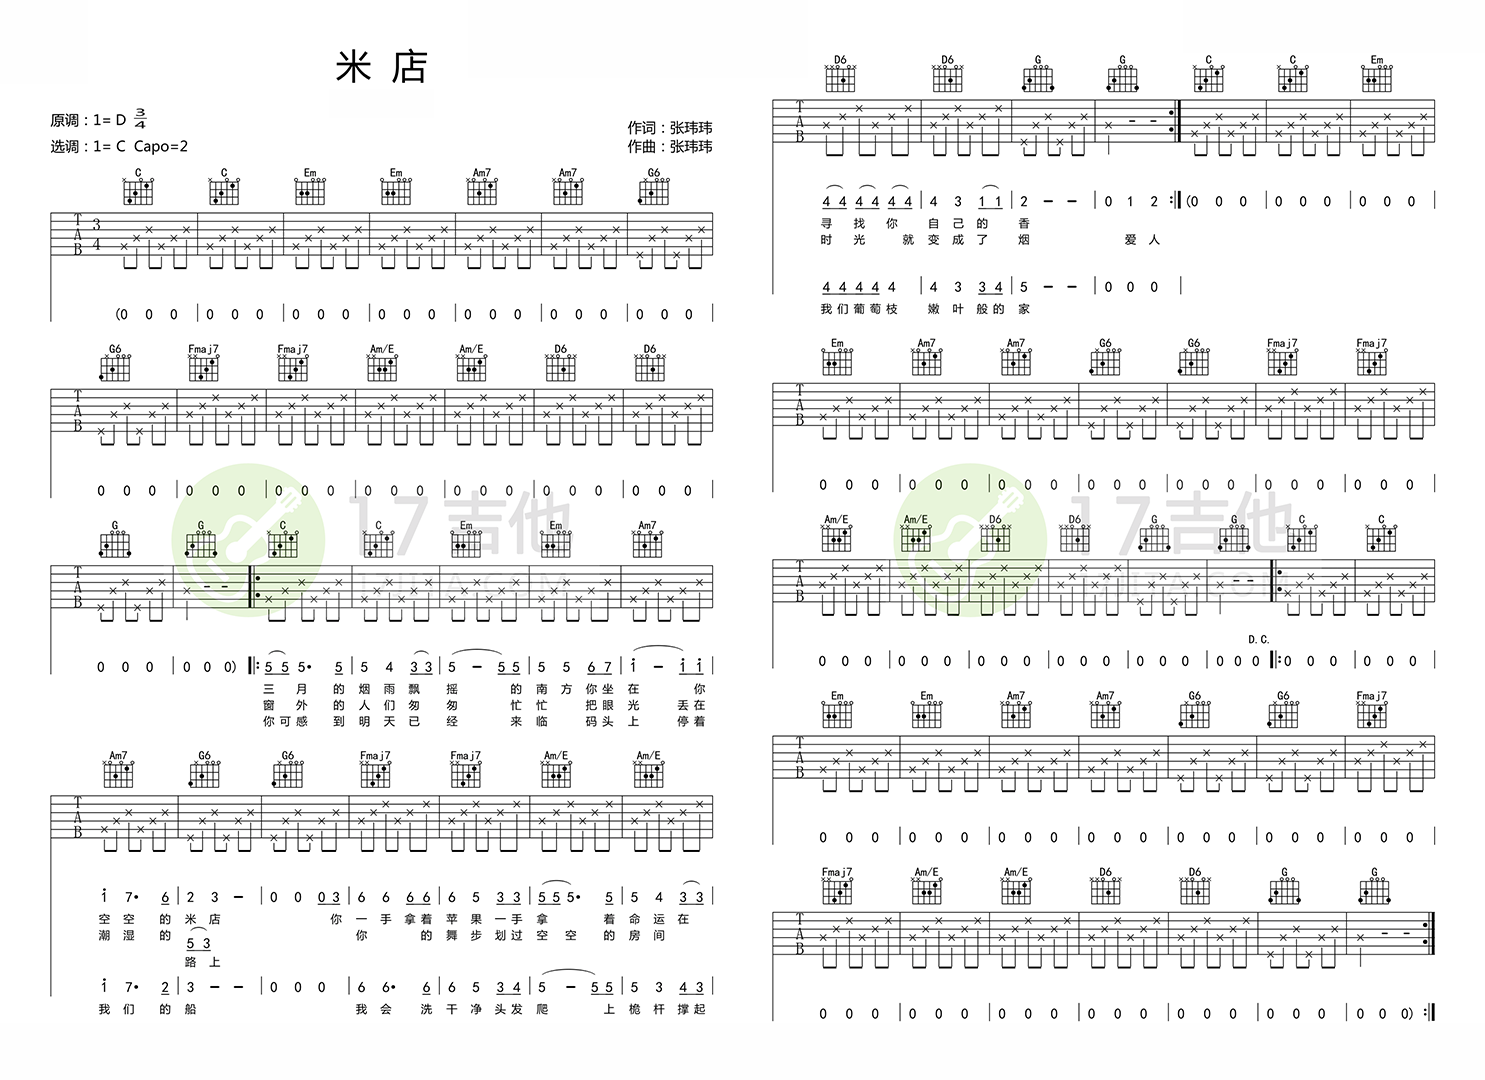 米 店
原调：1= D 3/4
选调：1= C Capo=2
作词：张玮玮
作曲：张玮玮
C C Em Em Am7 Am7 G6
T A B 3 4
(0 0 0 | 0 0 0 | 0 0 0 | 0 0 0 | 0 0 0 | 0 0 0 | 0 0 0 |
G6 Fmaj7 Fmaj7 Am/E Am/E D6 D6
T A B
0 0 0 | 0 0 0 | 0 0 0 | 0 0 0 | 0 0 0 | 0 0 0 | 0 0 0 |
17吉他
17JITA.COM
G G C C Em Em Am7
T A B
0 0 0 | 0 0 0) ‖: 5 5 5· 5 | 5 4 3 3 | 5 - 5 5 | 5 5 6 7 | i - i i |
三 月 的 烟 雨 飘 摇 的 南 方 你 坐 在 你
窗 外 的 人 们 匆 匆 忙 忙 把 眼 光 丢 在
你 可 感 到 明 天 已 经 来 临 码 头 上 停 着
Am7 G6 G6 Fmaj7 Fmaj7 Am/E Am/E
T A B
i 7· 6 | 2 3 - | 0 0 0 3 | 6 6 6 6 | 6 5 3 3 | 5 5 5· 5 | 5 4 3 3 |
空 空 的 米 店 你 一 手 拿 着 苹 果 一 手 拿 着 命 运 在
潮 湿 的 你 的 舞 步 划 过 空 空 的 房 间
5 3
路 上
i 7· 2 | 3 - - | 0 0 0 | 6 6· 6 | 6 5 3 4 | 5 - 5 5 | 5 3 4 3 |
我 们 的 船 我 会 洗 干 净 头 发 爬 上 桅 杆 撑 起
D6 D6 G G C C Em
T A B
4 4 4 4 4 4 | 4 3 1 1 | 2 - - | 0 1 2 :‖ (0 0 0 | 0 0 0 | 0 0 0 |
寻 找 你 自 己 的 香
时 光 就 变 成 了 烟 爱 人
4 4 4 4 4 | 4 3 3 4 | 5 - - | 0 0 0 |
我 们 葡 萄 枝 嫩 叶 般 的 家
Em Am7 Am7 G6 G6 Fmaj7 Fmaj7
T A B
0 0 0 | 0 0 0 | 0 0 0 | 0 0 0 | 0 0 0 | 0 0 0 | 0 0 0 |
17吉他
17JITA.COM
Am/E Am/E D6 D6 G G C C
T A B
D.C.
0 0 0 | 0 0 0 | 0 0 0 | 0 0 0 | 0 0 0 | 0 0 0 ‖: 0 0 0 | 0 0 0 |
Em Em Am7 Am7 G6 G6 Fmaj7
T A B
0 0 0 | 0 0 0 | 0 0 0 | 0 0 0 | 0 0 0 | 0 0 0 | 0 0 0 |
Fmaj7 Am/E Am/E D6 D6 G G
T A B
0 0 0 | 0 0 0 | 0 0 0 | 0 0 0 | 0 0 0 | 0 0 0 | 0 0 0) :‖